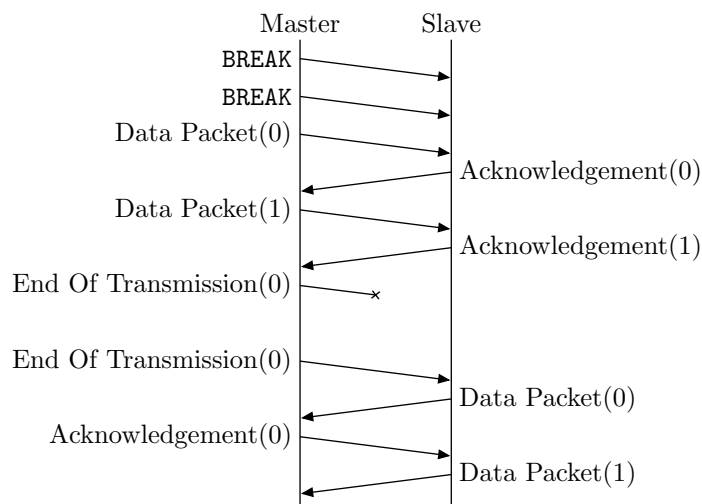 Master Slave
BREAK
BREAK
Data Packet(0)
Acknowledgement(0)
Data Packet(1)
Acknowledgement(1)
End Of Transmission(0)
End Of Transmission(0)
Data Packet(0)
Acknowledgement(0)
Data Packet(1)